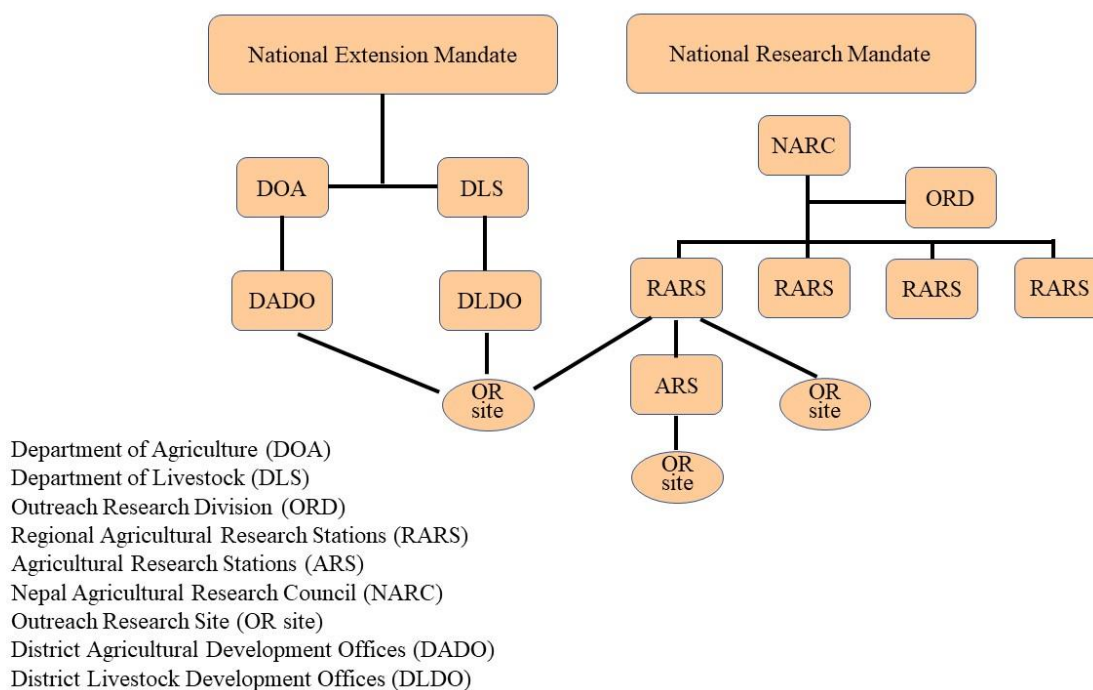 National Extension Mandate
National Research Mandate
NARC
DOA
DLS
ORD
DADO
DLDO
RARS
RARS
RARS
RARS
OR
site
ARS
OR
site
OR
site
Department of Agriculture (DOA)
Department of Livestock (DLS)
Outreach Research Division (ORD)
Regional Agricultural Research Stations (RARS)
Agricultural Research Stations (ARS)
Nepal Agricultural Research Council (NARC)
Outreach Research Site (OR site)
District Agricultural Development Offices (DADO)
District Livestock Development Offices (DLDO)